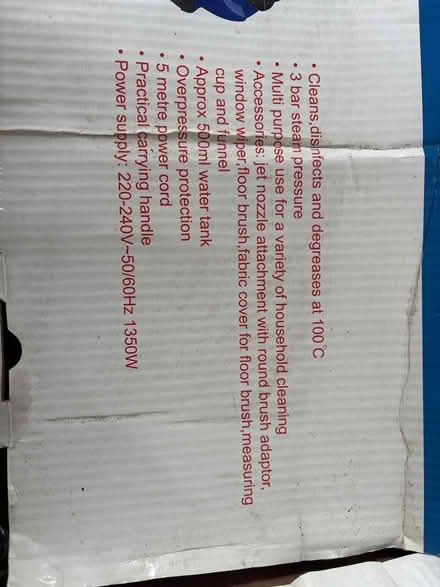 • Cleans,disinfects and degreases at 100°C
• 3 bar steam pressure
• Multi purpose use for a variety of household cleaning
• Accessories: jet nozzle attachment with round brush adaptor,
window wiper,floor brush,fabric cover for floor brush,measuring
cup and funnel
• Approx 500ml water tank
• Overpressure protection
• 5 metre power cord
• Practical carrying handle
• Power supply: 220-240V~50/60Hz 1350W